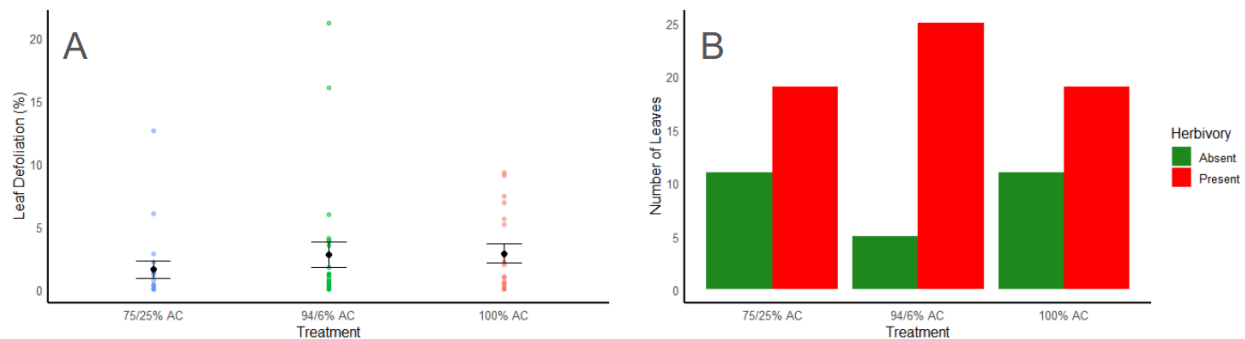 A
Leaf Defoliation (%)
20
15
10
5
0
75/25% AC
94/6% AC
100% AC
Treatment
B
Number of Leaves
25
20
15
10
5
0
75/25% AC
94/6% AC
100% AC
Treatment
Herbivory
Absent
Present